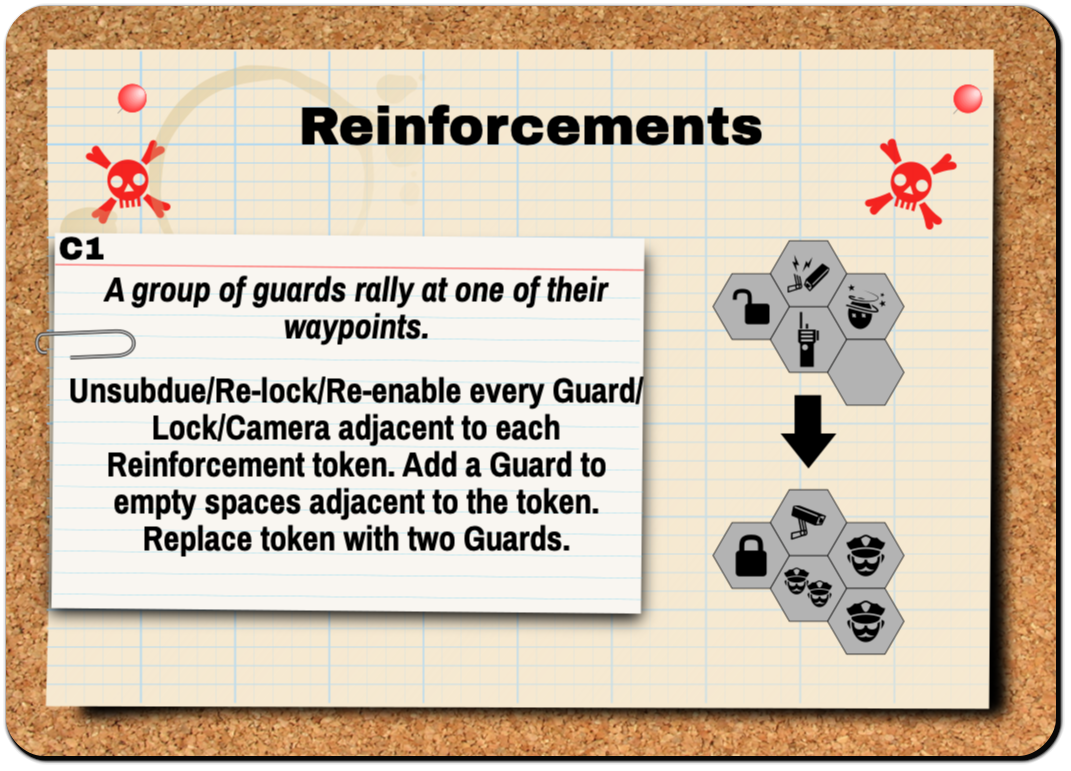 Reinforcements
C1
A group of guards rally at one of their
waypoints.
Unsubdue/Re-lock/Re-enable every Guard/
Lock/Camera adjacent to each
Reinforcement token. Add a Guard to
empty spaces adjacent to the token.
Replace token with two Guards.